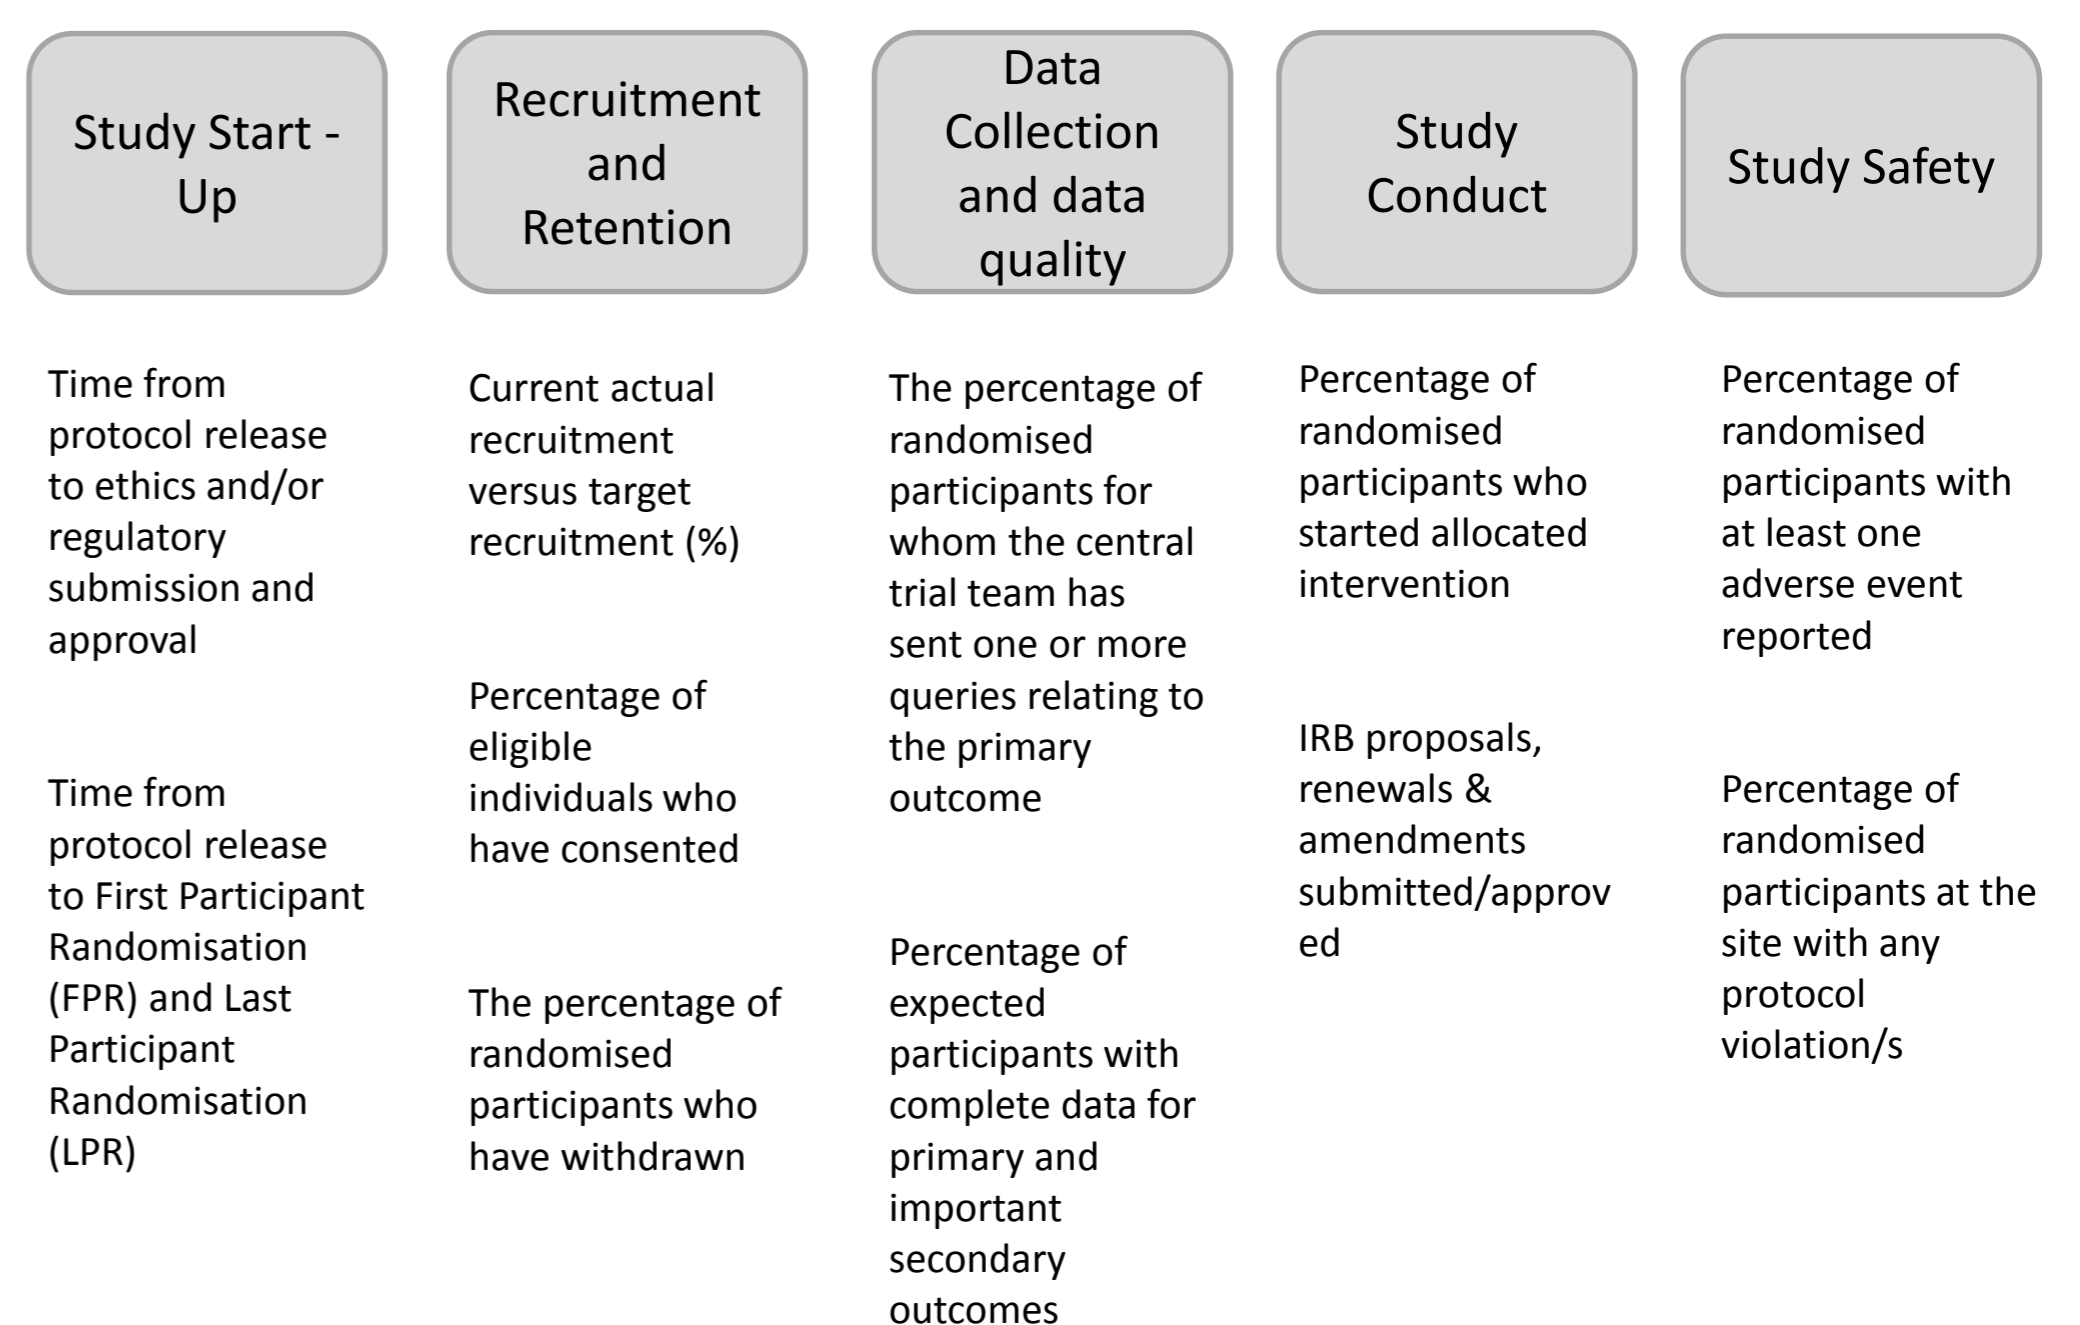 Study Start -
Up
Recruitment
and
Retention
Data
Collection
and data
quality
Study
Conduct
Study Safety
Time from
protocol release
to ethics and/or
regulatory
submission and
approval
Time from
protocol release
to First Participant
Randomisation
(FPR) and Last
Participant
Randomisation
(LPR)
Current actual
recruitment
versus target
recruitment (%)
Percentage of
eligible
individuals who
have consented
The percentage of
randomised
participants who
have withdrawn
The percentage of
randomised
participants for
whom the central
trial team has
sent one or more
queries relating to
the primary
outcome
Percentage of
expected
participants with
complete data for
primary and
important
secondary
outcomes
Percentage of
randomised
participants who
started allocated
intervention
IRB proposals,
renewals &
amendments
submitted/approv
ed
Percentage of
randomised
participants with
at least one
adverse event
reported
Percentage of
randomised
participants at the
site with any
protocol
violation/s